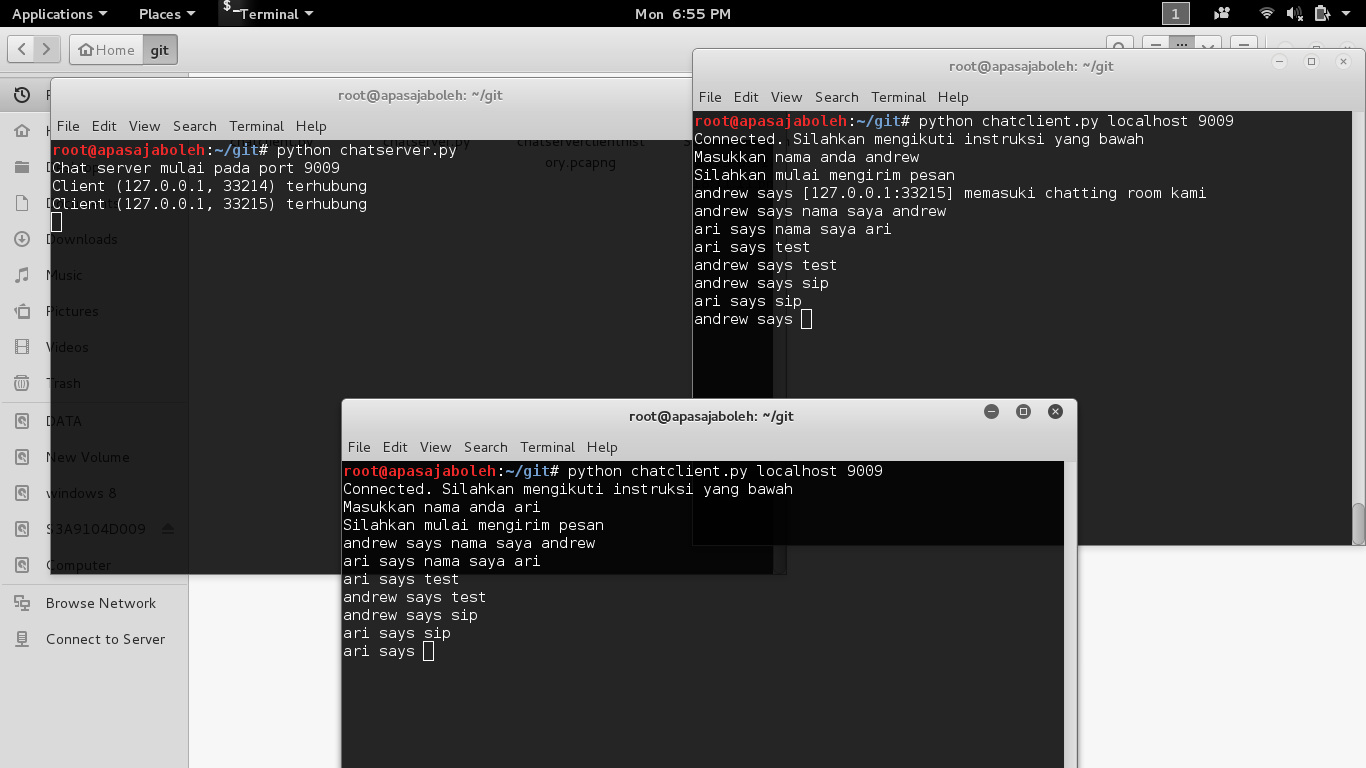 Applications Places Terminal Mon 6:55 PM 1
Home git
root@apasajaboleh: ~/git
File Edit View Search Terminal Help
root@apasajaboleh:~/git# python chatserver.py
Chat server mulai pada port 9009
Client (127.0.0.1, 33214) terhubung
Client (127.0.0.1, 33215) terhubung
chatserver.py
chatserverclienthist
ory.pcapng
root@apasajaboleh: ~/git
File Edit View Search Terminal Help
root@apasajaboleh:~/git# python chatclient.py localhost 9009
Connected. Silahkan mengikuti instruksi yang bawah
Masukkan nama anda andrew
Silahkan mulai mengirim pesan
andrew says [127.0.0.1:33215] memasuki chatting room kami
andrew says nama saya andrew
ari says nama saya ari
ari says test
andrew says test
andrew says sip
ari says sip
andrew says
Downloads
Music
Pictures
Videos
Trash
DATA
New Volume
windows 8
S3A9104D009
Computer
Browse Network
Connect to Server
root@apasajaboleh: ~/git
File Edit View Search Terminal Help
root@apasajaboleh:~/git# python chatclient.py localhost 9009
Connected. Silahkan mengikuti instruksi yang bawah
Masukkan nama anda ari
Silahkan mulai mengirim pesan
andrew says nama saya andrew
ari says nama saya ari
ari says test
andrew says test
andrew says sip
ari says sip
ari says